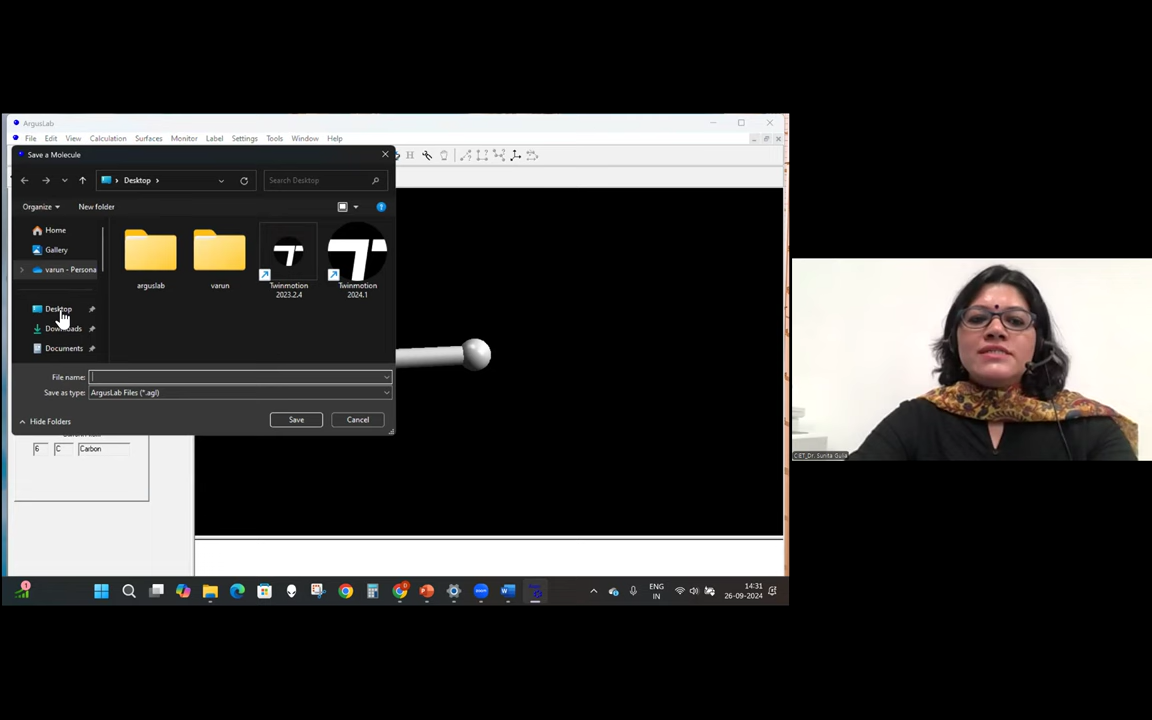 ArgusLab
File Edit View Calculation Surfaces Monitor Label Settings Tools Window Help
Save a Molecule
H
Desktop
Search Desktop
Organize
New folder
Home
Gallery
varun - Persona
Desktop
Downloads
Documents
arguslab
varun
Twinmotion
2023.2.4
Twinmotion
2024.1
File name:
Save as type:
ArgusLab Files (*.agl)
Hide Folders
Save
Cancel
6 C Carbon
CIET_Dr. Sunita Gulia
1
ENG
IN
14:31
26-09-2024